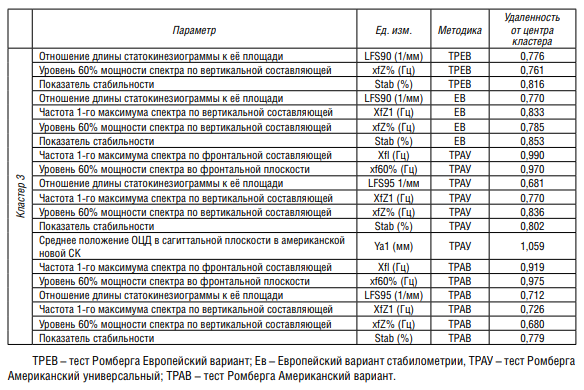 Параметр Ед. изм. Методика Удаленность от центра кластера
Кластер 3
Отношение длины статокинезиограммы к её площади LFS90 (1/мм) ТРЕВ 0,776
Уровень 60% мощности спектра по вертикальной составляющей xfZ% (Гц) ТРЕВ 0,761
Показатель стабильности Stab (%) ТРЕВ 0,816
Отношение длины статокинезиограммы к её площади LFS90 (1/мм) ЕВ 0,770
Частота 1-го максимума спектра по вертикальной составляющей XfZ1 (Гц) ЕВ 0,833
Уровень 60% мощности спектра по вертикальной составляющей xfZ% (Гц) ЕВ 0,785
Показатель стабильности Stab (%) ЕВ 0,853
Частота 1-го максимума спектра по фронтальной составляющей Xfl (Гц) ТРАУ 0,990
Уровень 60% мощности спектра во фронтальной плоскости xf60% (Гц) ТРАУ 0,970
Отношение длины статокинезиограммы к её площади LFS95 1/мм) ТРАУ 0,681
Частота 1-го максимума спектра по вертикальной составляющей XfZ1 (Гц) ТРАУ 0,770
Уровень 60% мощности спектра по вертикальной составляющей xfZ% (Гц) ТРАУ 0,836
Показатель стабильности Stab (%) ТРАУ 0,802
Среднее положение ОЦД в сагиттальной плоскости в американской новой СК Ya1 (мм) ТРАУ 1,059
Частота 1-го максимума спектра по фронтальной составляющей Xfl (Гц) ТРАВ 0,919
Уровень 60% мощности спектра во фронтальной плоскости xf60% (Гц) ТРАВ 0,975
Отношение длины статокинезиограммы к её площади LFS95 (1/мм) ТРАВ 0,712
Частота 1-го максимума спектра по вертикальной составляющей XfZ1 (Гц) ТРАВ 0,726
Уровень 60% мощности спектра по вертикальной составляющей xfZ% (Гц) ТРАВ 0,680
Показатель стабильности Stab (%) ТРАВ 0,779
ТРЕВ – тест Ромберга Европейский вариант; Ев – Европейский вариант стабилометрии, ТРАУ – тест Ромберга
Американский универсальный; ТРАВ – тест Ромберга Американский вариант.